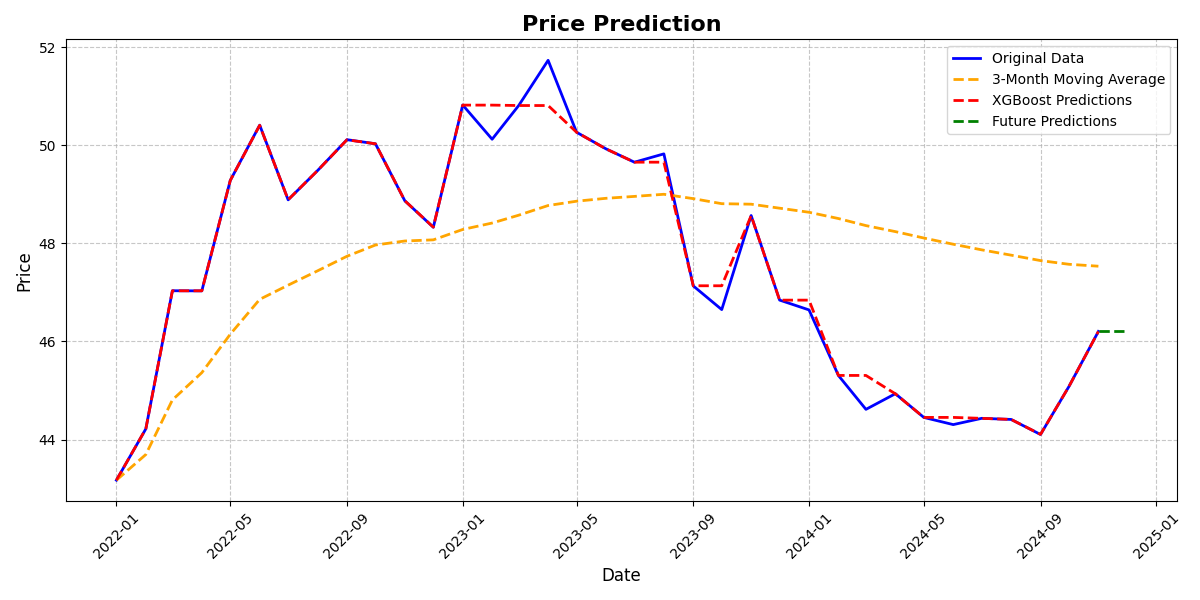 Price Prediction
Original Data
3-Month Moving Average
XGBoost Predictions
Future Predictions
Price
52
50
48
46
44
2022-01
2022-05
2022-09
2023-01
2023-05
2023-09
2024-01
2024-05
2024-09
2025-01
Date